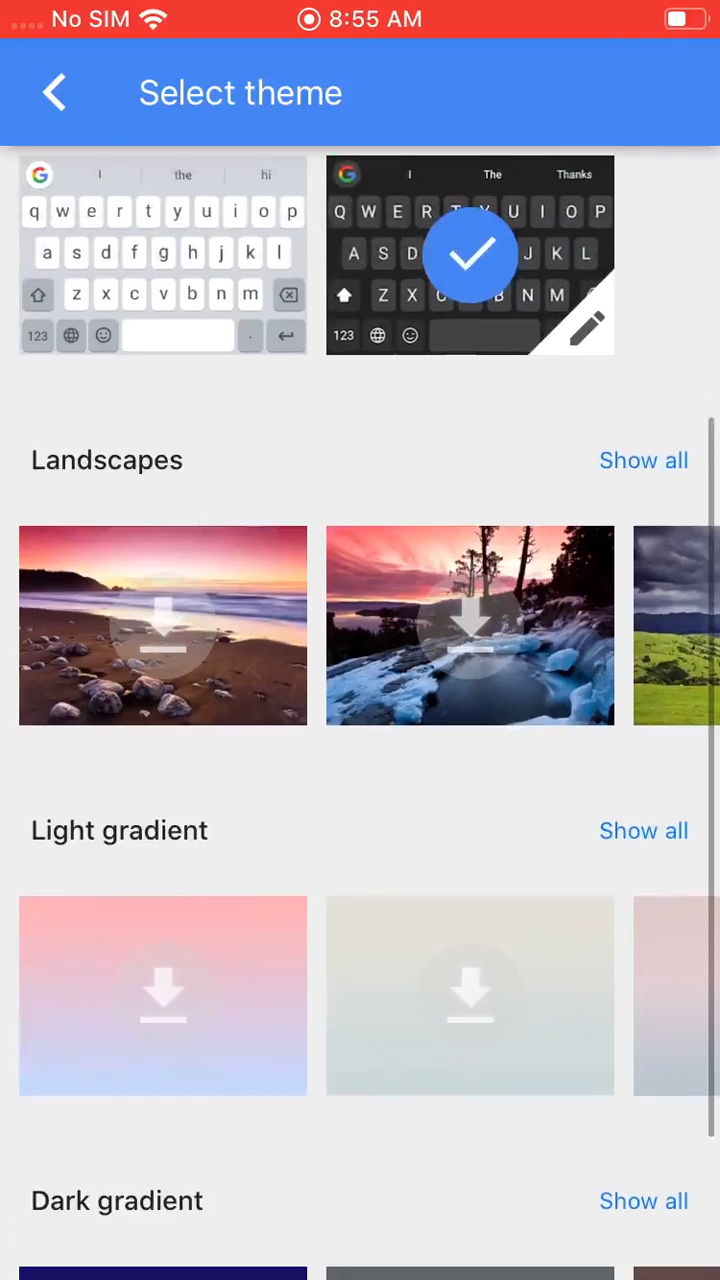 No SIM 8:55 AM
Select theme
I the hi
q w e r t y u i o p
a s d f g h j k l
z x c v b n m
123 .
I The Thanks
Q W E R T Y U I O P
A S D J K L
Z X C B N M
123
Landscapes Show all
Light gradient Show all
Dark gradient Show all